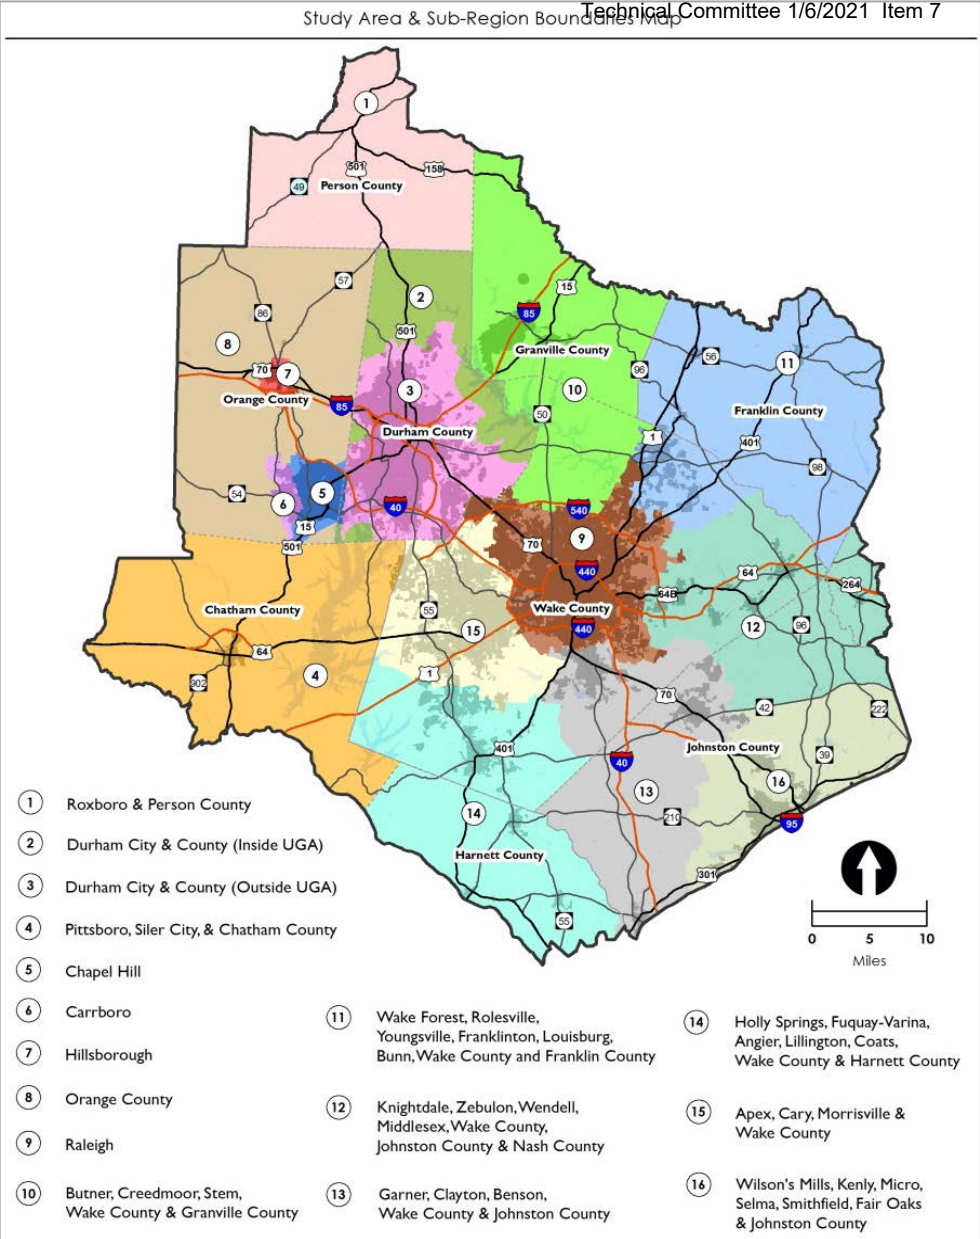 Technical Committee 1/6/2021 Item 7
Study Area & Sub-Region Boundaries Map
1
501
158
49
Person County
57
2
15
86
85
501
8
Granville County
56
11
70
7
96
3
10
Orange County
85
Franklin County
50
Durham County
1
401
98
54
5
6
40
540
15
9
70
501
440
64
264
64B
Chatham County
55
Wake County
96
12
15
440
64
1
4
902
70
42
222
401
Johnston County
39
40
16
13
14
210
95
Harnett County
301
55
0 5 10
Miles
1 Roxboro & Person County
2 Durham City & County (Inside UGA)
3 Durham City & County (Outside UGA)
4 Pittsboro, Siler City, & Chatham County
5 Chapel Hill
6 Carrboro
7 Hillsborough
8 Orange County
9 Raleigh
10 Butner, Creedmoor, Stem,
Wake County & Granville County
11 Wake Forest, Rolesville,
Youngsville, Franklinton, Louisburg,
Bunn, Wake County and Franklin County
12 Knightdale, Zebulon, Wendell,
Middlesex, Wake County,
Johnston County & Nash County
13 Garner, Clayton, Benson,
Wake County & Johnston County
14 Holly Springs, Fuquay-Varina,
Angier, Lillington, Coats,
Wake County & Harnett County
15 Apex, Cary, Morrisville &
Wake County
16 Wilson's Mills, Kenly, Micro,
Selma, Smithfield, Fair Oaks
& Johnston County